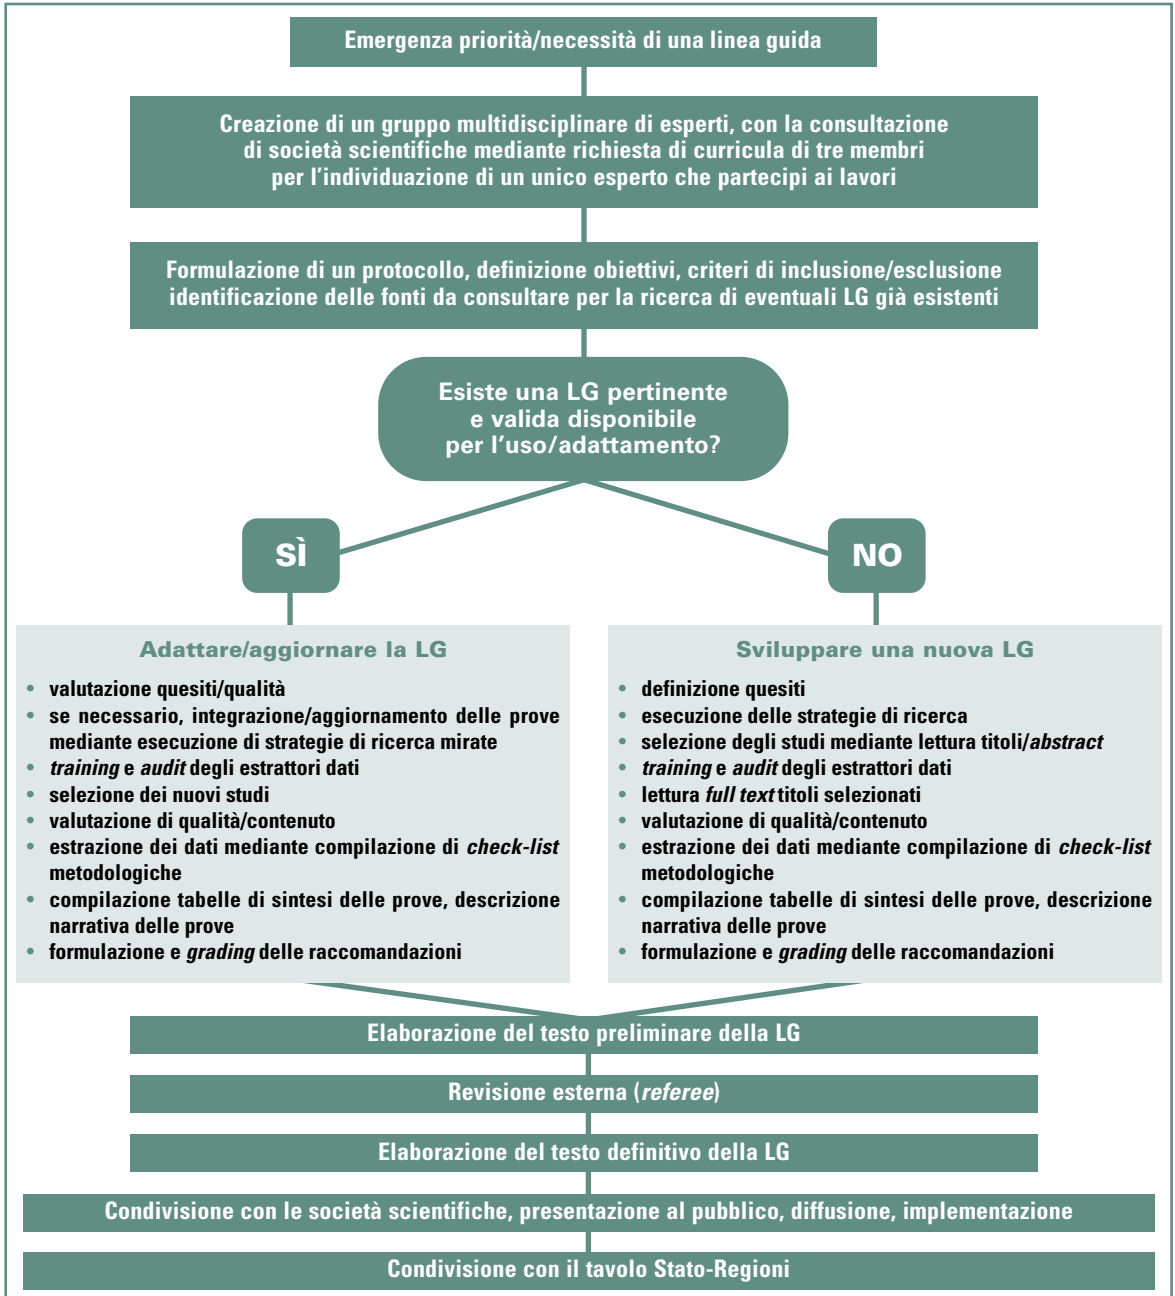 Emergenza priorità/necessità di una linea guida
Creazione di un gruppo multidisciplinare di esperti, con la consultazione
di società scientifiche mediante richiesta di curricula di tre membri
per l'individuazione di un unico esperto che partecipi ai lavori
Formulazione di un protocollo, definizione obiettivi, criteri di inclusione/esclusione
identificazione delle fonti da consultare per la ricerca di eventuali LG già esistenti
Esiste una LG pertinente
e valida disponibile
per l'uso/adattamento?
SÌ
NO
Adattare/aggiornare la LG
• valutazione quesiti/qualità
• se necessario, integrazione/aggiornamento delle prove
mediante esecuzione di strategie di ricerca mirate
• training e audit degli estrattori dati
• selezione dei nuovi studi
• valutazione di qualità/contenuto
• estrazione dei dati mediante compilazione di check-list
metodologiche
• compilazione tabelle di sintesi delle prove, descrizione
narrativa delle prove
• formulazione e grading delle raccomandazioni
Sviluppare una nuova LG
• definizione quesiti
• esecuzione delle strategie di ricerca
• selezione degli studi mediante lettura titoli/abstract
• training e audit degli estrattori dati
• lettura full text titoli selezionati
• valutazione di qualità/contenuto
• estrazione dei dati mediante compilazione di check-list
metodologiche
• compilazione tabelle di sintesi delle prove, descrizione
narrativa delle prove
• formulazione e grading delle raccomandazioni
Elaborazione del testo preliminare della LG
Revisione esterna (referee)
Elaborazione del testo definitivo della LG
Condivisione con le società scientifiche, presentazione al pubblico, diffusione, implementazione
Condivisione con il tavolo Stato-Regioni